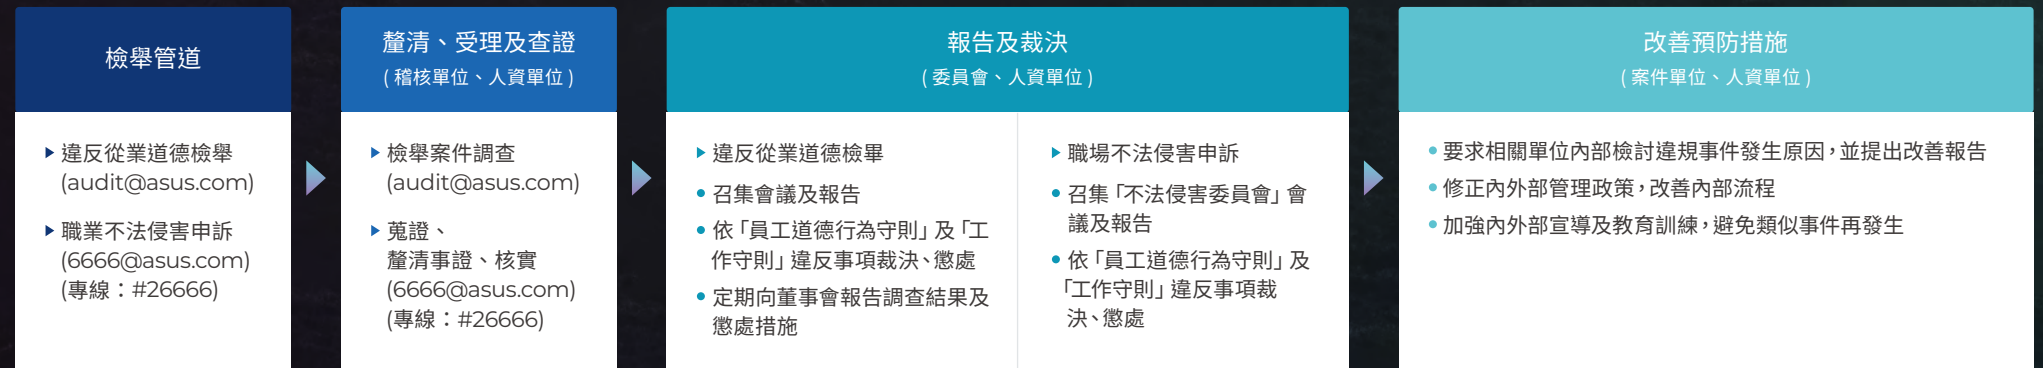 檢舉管道
違反從業道德檢舉
(audit@asus.com)
職業不法侵害申訴
(6666@asus.com)
(專線：#26666)
釐清、受理及查證
( 稽核單位、人資單位 )
檢舉案件調查
(audit@asus.com)
蒐證、
釐清事證、核實
(6666@asus.com)
(專線：#26666)
報告及裁決
( 委員會、人資單位 )
違反從業道德檢畢
召集會議及報告
依「員工道德行為守則」及「工
作守則」違反事項裁決、懲處
定期向董事會報告調查結果及
懲處措施
職場不法侵害申訴
召集「不法侵害委員會」會
議及報告
依「員工道德行為守則」及
「工作守則」違反事項裁
決、懲處
改善預防措施
( 案件單位、人資單位 )
要求相關單位內部檢討違規事件發生原因，並提出改善報告
修正內外部管理政策，改善內部流程
加強內外部宣導及教育訓練，避免類似事件再發生